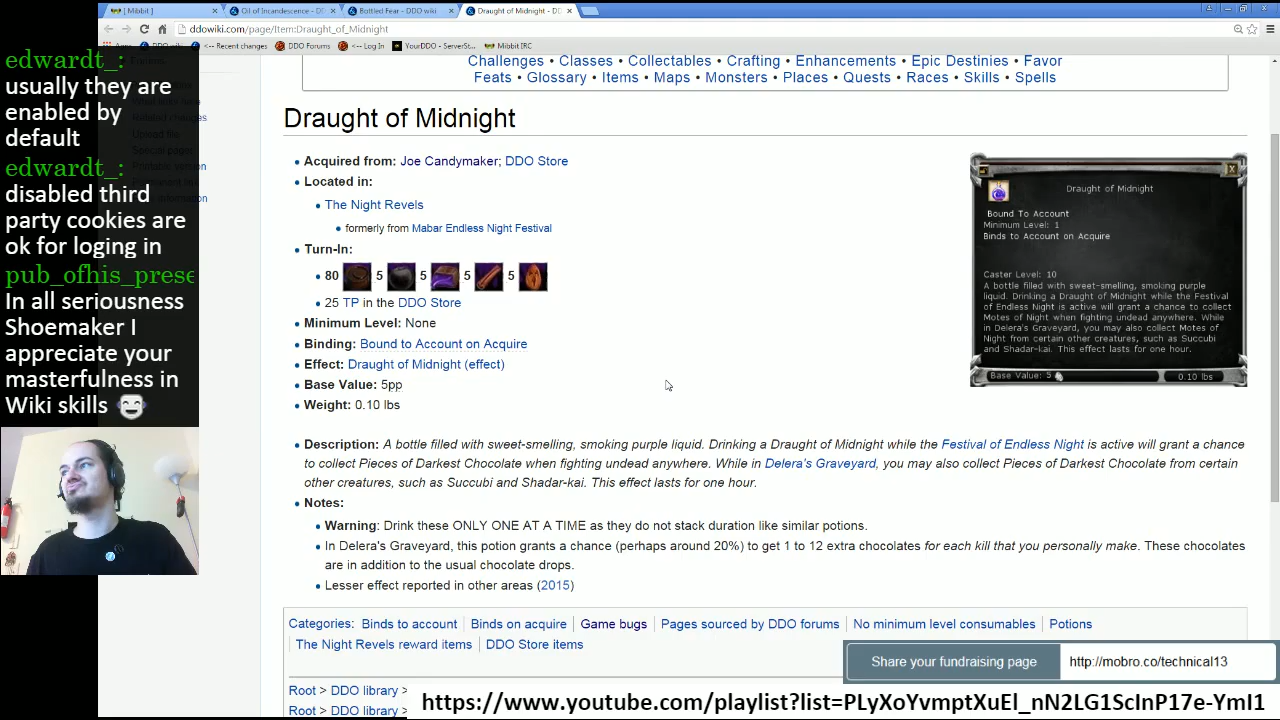 [ Mibbit ]
Oil of Incandescence - DD
Bottled Fear - DDO wiki
Draught of Midnight - DD
ddowiki.com/page/Item:Draught_of_Midnight
<-- Recent changes
DDO Forums
<-- Log In
YourDDO - ServerSt...
Mibbit IRC
edwardt_:
usually they are
enabled by
default
edwardt_:
disabled third
party cookies are
ok for loging in
pub_ofhis_prese
In all seriousness
Shoemaker I
appreciate your
masterfulness in
Wiki skills
Related changes
Upload file
Special pages
Printable version
Challenges • Classes • Collectables • Crafting • Enhancements • Epic Destinies • Favor
Feats • Glossary • Items • Maps • Monsters • Places • Quests • Races • Skills • Spells
Draught of Midnight
Acquired from: Joe Candymaker; DDO Store
Located in:
The Night Revels
formerly from Mabar Endless Night Festival
Turn-In:
80 5 5 5 5
25 TP in the DDO Store
Minimum Level: None
Binding: Bound to Account on Acquire
Effect: Draught of Midnight (effect)
Base Value: 5pp
Weight: 0.10 lbs
Draught of Midnight
Bound To Account
Minimum Level: 1
Binds to Account on Acquire
Caster Level: 10
A bottle filled with sweet-smelling, smoking purple
liquid. Drinking a Draught of Midnight while the Festival
of Endless Night is active will grant a chance to collect
Motes of Night when fighting undead anywhere. While
in Delera's Graveyard, you may also collect Motes of
Night from certain other creatures, such as Succubi
and Shadar-kai. This effect lasts for one hour.
Base Value: 5
0.10 lbs
Description: A bottle filled with sweet-smelling, smoking purple liquid. Drinking a Draught of Midnight while the Festival of Endless Night is active will grant a chance
to collect Pieces of Darkest Chocolate when fighting undead anywhere. While in Delera's Graveyard, you may also collect Pieces of Darkest Chocolate from certain
other creatures, such as Succubi and Shadar-kai. This effect lasts for one hour.
Notes:
Warning: Drink these ONLY ONE AT A TIME as they do not stack duration like similar potions.
In Delera's Graveyard, this potion grants a chance (perhaps around 20%) to get 1 to 12 extra chocolates for each kill that you personally make. These chocolates
are in addition to the usual chocolate drops.
Lesser effect reported in other areas (2015)
Categories: Binds to account | Binds on acquire | Game bugs | Pages sourced by DDO forums | No minimum level consumables | Potions
The Night Revels reward items | DDO Store items
Root > DDO library >
Root > DDO library >
Share your fundraising page
http://mobro.co/technical13
https://www.youtube.com/playlist?list=PLyXoYvmptXuEl_nN2LG1ScInP17e-YmI1